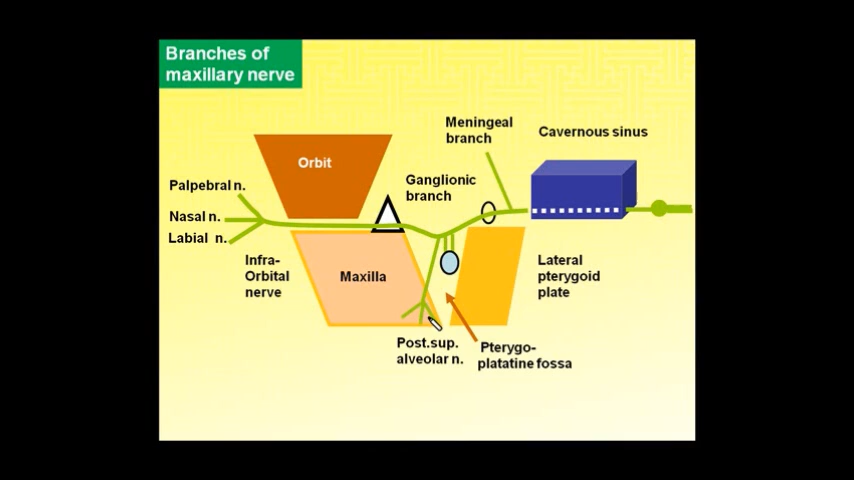 Branches of
maxillary nerve
Meningeal
branch
Cavernous sinus
Orbit
Ganglionic
branch
Palpebral n.
Nasal n.
Labial n.
Infra-
Orbital
nerve
Maxilla
Lateral
pterygoid
plate
Post.sup.
alveolar n.
Pterygo-
platatine fossa